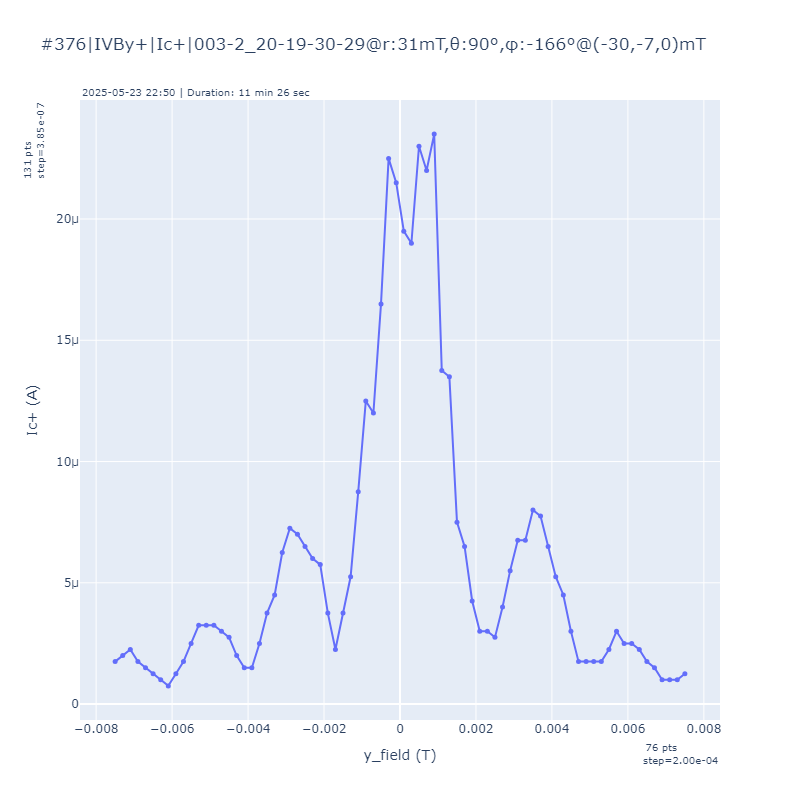 #376|IVBy+|Ic+|003-2_20-19-30-29@r:31mT,θ:90º,φ:-166º@(-30,-7,0)mT
2025-05-23 22:50 | Duration: 11 min 26 sec
131 pts
step=3.85e-07
20μ
15μ
10μ
5μ
0
Ic+ (A)
−0.008 −0.006 −0.004 −0.002 0 0.002 0.004 0.006 0.008
y_field (T)
76 pts
step=2.00e-04